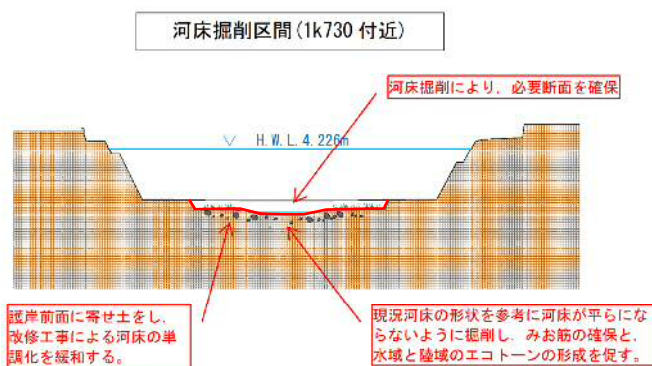 河床掘削区間(1k730 付近)
河床掘削により、必要断面を確保
H.W.L.4.226m
護岸前面に寄せ土をし、
改修工事による河床の単
調化を緩和する。
現況河床の形状を参考に河床が平らにな
らないように掘削し、みお筋の確保と、
水域と陸域のエコトーンの形成を促す。